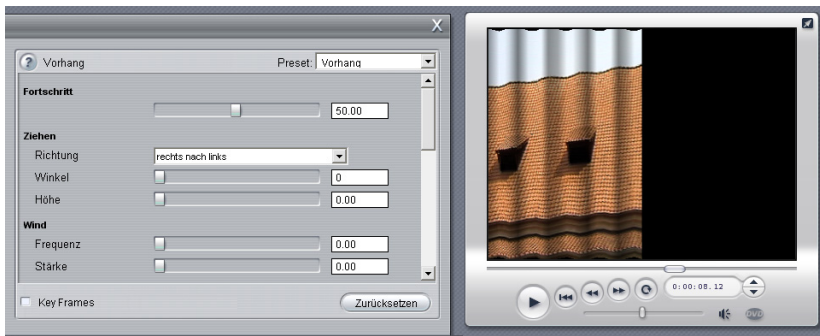 X
? Vorhang Preset: Vorhang
Fortschritt
50.00
Ziehen
Richtung rechts nach links
Winkel 0
Höhe 0.00
Wind
Frequenz 0.00
Stärke 0.00
Key Frames Zurücksetzen
0:00:08.12
DVD